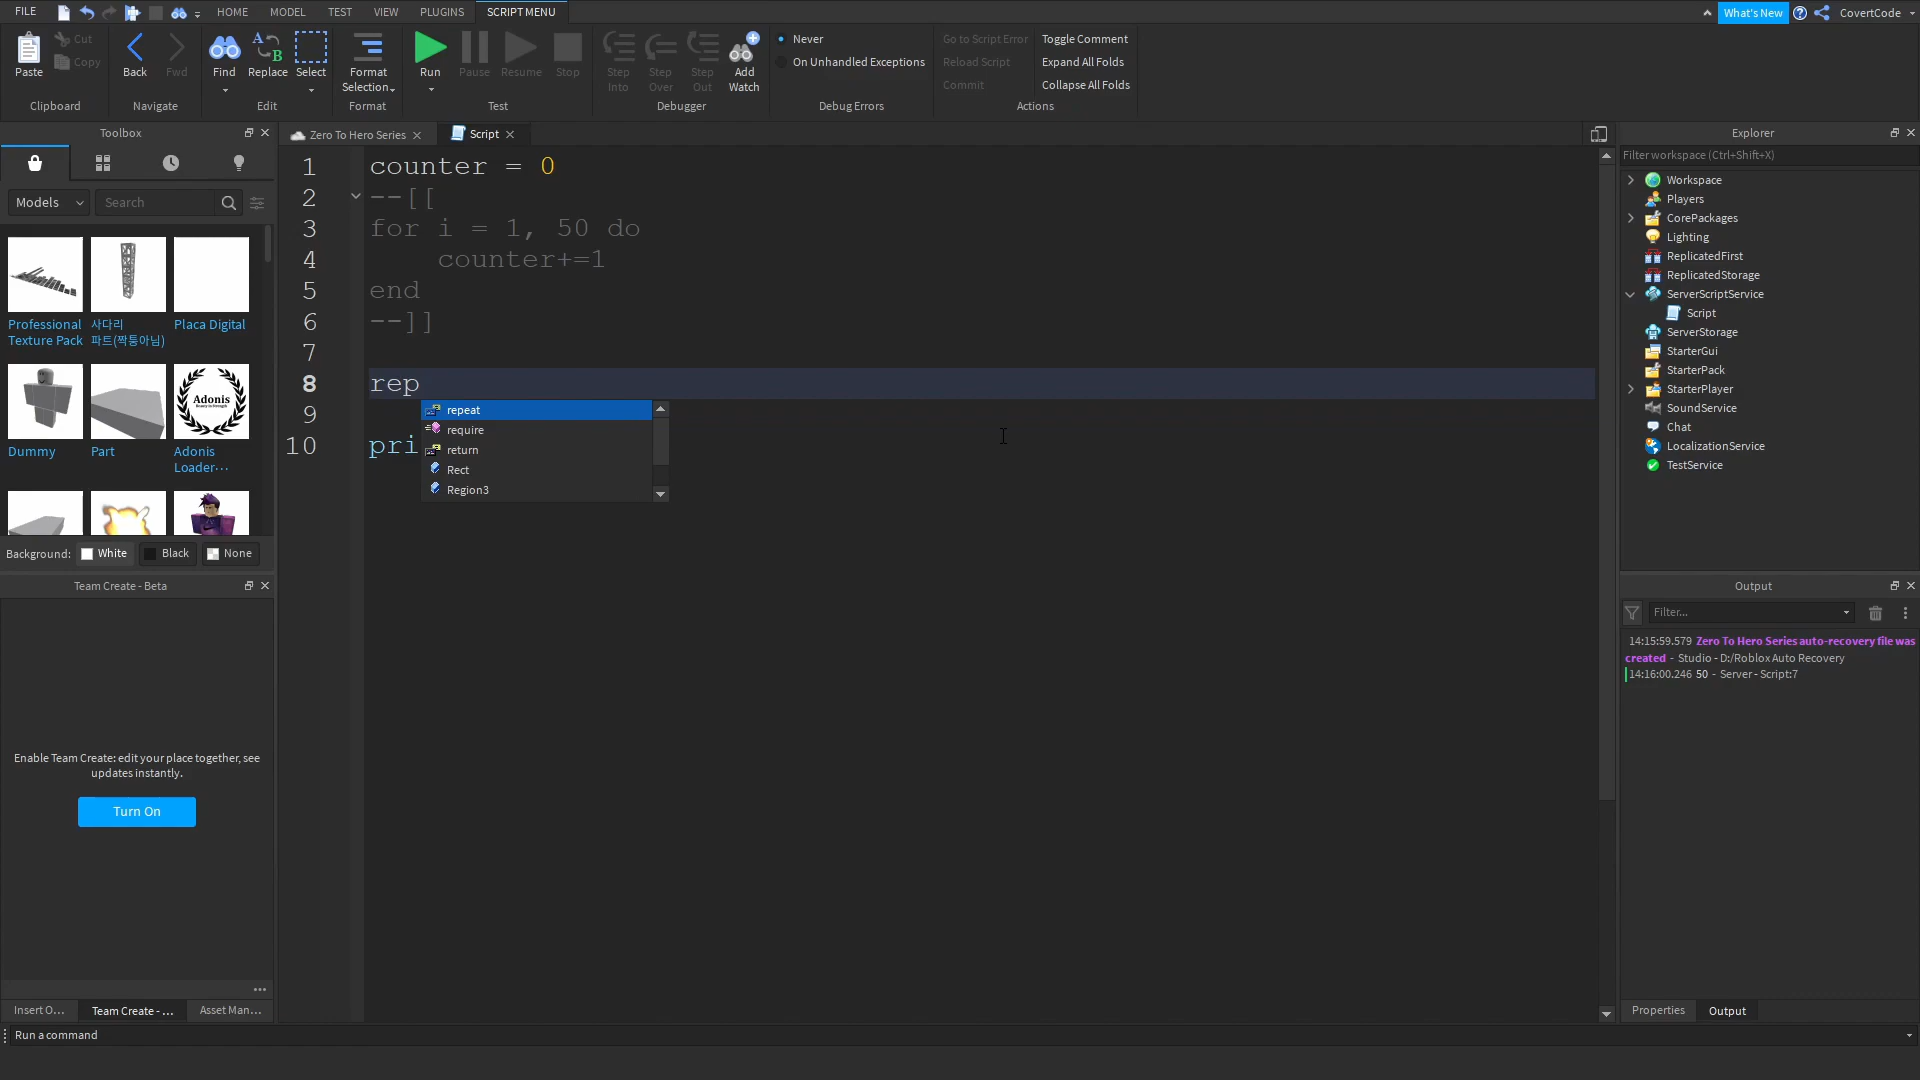 FILE
HOME
MODEL
TEST
VIEW
PLUGINS
SCRIPT MENU
What's New
CovertCode
Paste
Cut
Copy
Clipboard
Back
Fwd
Navigate
Find
Replace
Select
Edit
Format
Selection
Format
Run
Pause
Resume
Stop
Test
Step
Into
Step
Over
Step
Out
Add
Watch
Debugger
Never
On Unhandled Exceptions
Debug Errors
Go to Script Error
Reload Script
Commit
Toggle Comment
Expand All Folds
Collapse All Folds
Actions
Toolbox
Models
Search
Professional
Texture Pack
사다리
파트(짝퉁아님)
Placa Digital
Dummy
Part
Adonis
Adonis
Loader...
Background:
White
Black
None
Team Create - Beta
Enable Team Create: edit your place together, see
updates instantly.
Turn On
Insert O...
Team Create - ...
Asset Man...
Run a command
Zero To Hero Series
Script
1 counter = 0
2 --[[
3 for i = 1, 50 do
4 counter+=1
5 end
6 --]]
7
8 rep
9
10 pri
repeat
require
return
Rect
Region3
Explorer
Filter workspace (Ctrl+Shift+X)
Workspace
Players
CorePackages
Lighting
ReplicatedFirst
ReplicatedStorage
ServerScriptService
Script
ServerStorage
StarterGui
StarterPack
StarterPlayer
SoundService
Chat
LocalizationService
TestService
Output
Filter...
14:15:59.579 Zero To Hero Series auto-recovery file was
created - Studio - D:/Roblox Auto Recovery
14:16:00.246 50 - Server - Script:7
Properties
Output